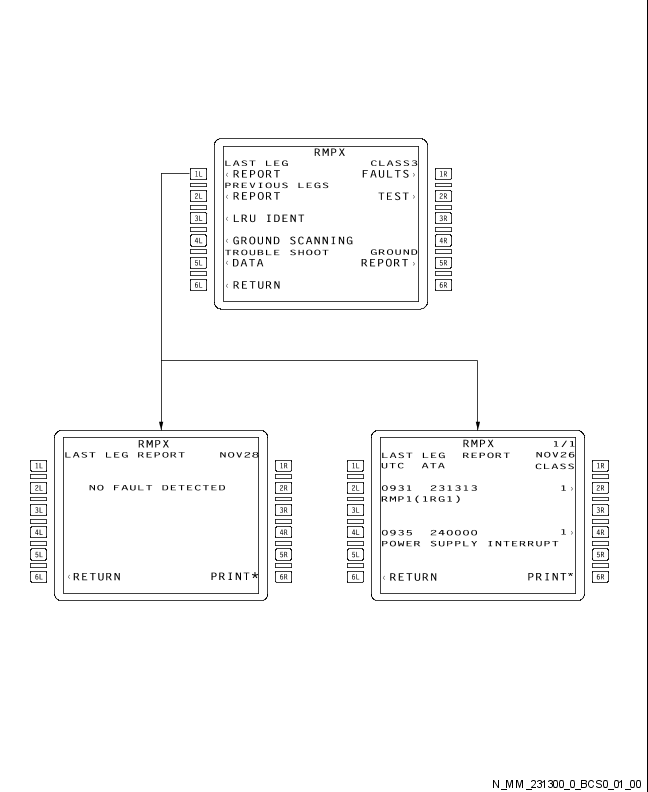 RMPX
LAST LEG CLASS3
1L ‹REPORT FAULTS› 1R
PREVIOUS LEGS
2L ‹REPORT TEST› 2R
3L ‹LRU IDENT 3R
4L ‹GROUND SCANNING 4R
TROUBLE SHOOT GROUND
5L ‹DATA REPORT› 5R
6L ‹RETURN 6R
RMPX
LAST LEG REPORT NOV28
1L 1R
2L NO FAULT DETECTED 2R
3L 3R
4L 4R
5L 5R
6L ‹RETURN PRINT* 6R
RMPX 1/1
LAST LEG REPORT NOV26
1L UTC ATA CLASS 1R
2L 0931 231313 1› 2R
RMP1(1RG1)
3L 3R
4L 0935 240000 1› 4R
POWER SUPPLY INTERRUPT
5L 5R
6L ‹RETURN PRINT* 6R
N_MM_231300_0_BCS0_01_00